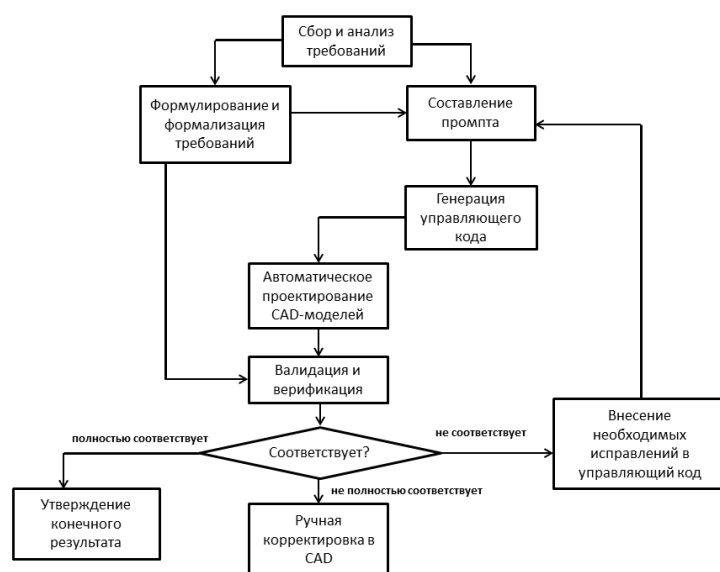 Сбор и анализ
требований
Формулирование и
формализация
требований
Составление
промпта
Генерация
управляющего
кода
Автоматическое
проектирование
CAD-моделей
Валидация и
верификация
Соответствует?
полностью соответствует
не соответствует
не полностью соответствует
Внесение
необходимых
исправлений в
управляющий код
Утверждение
конечного
результата
Ручная
корректировка в
CAD